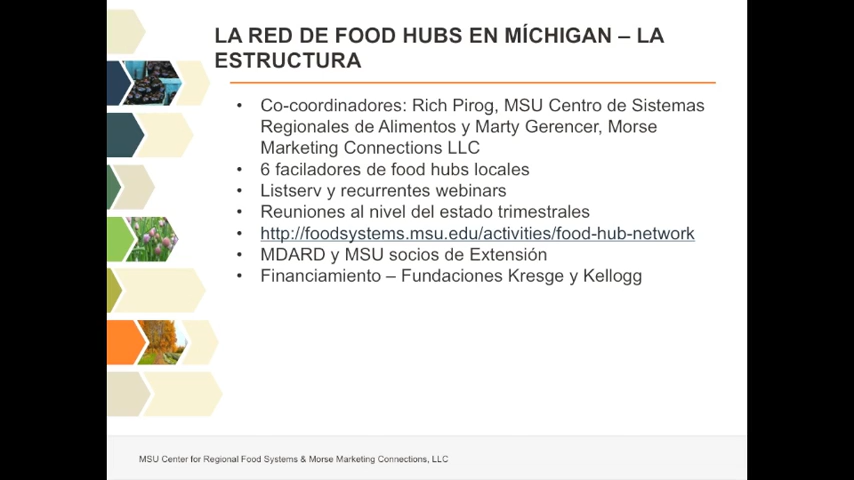 LA RED DE FOOD HUBS EN MÍCHIGAN – LA
ESTRUCTURA
• Co-coordinadores: Rich Pirog, MSU Centro de Sistemas
Regionales de Alimentos y Marty Gerencer, Morse
Marketing Connections LLC
• 6 faciladores de food hubs locales
• Listserv y recurrentes webinars
• Reuniones al nivel del estado trimestrales
• http://foodsystems.msu.edu/activities/food-hub-network
• MDARD y MSU socios de Extensión
• Financiamiento – Fundaciones Kresge y Kellogg
MSU Center for Regional Food Systems & Morse Marketing Connections, LLC